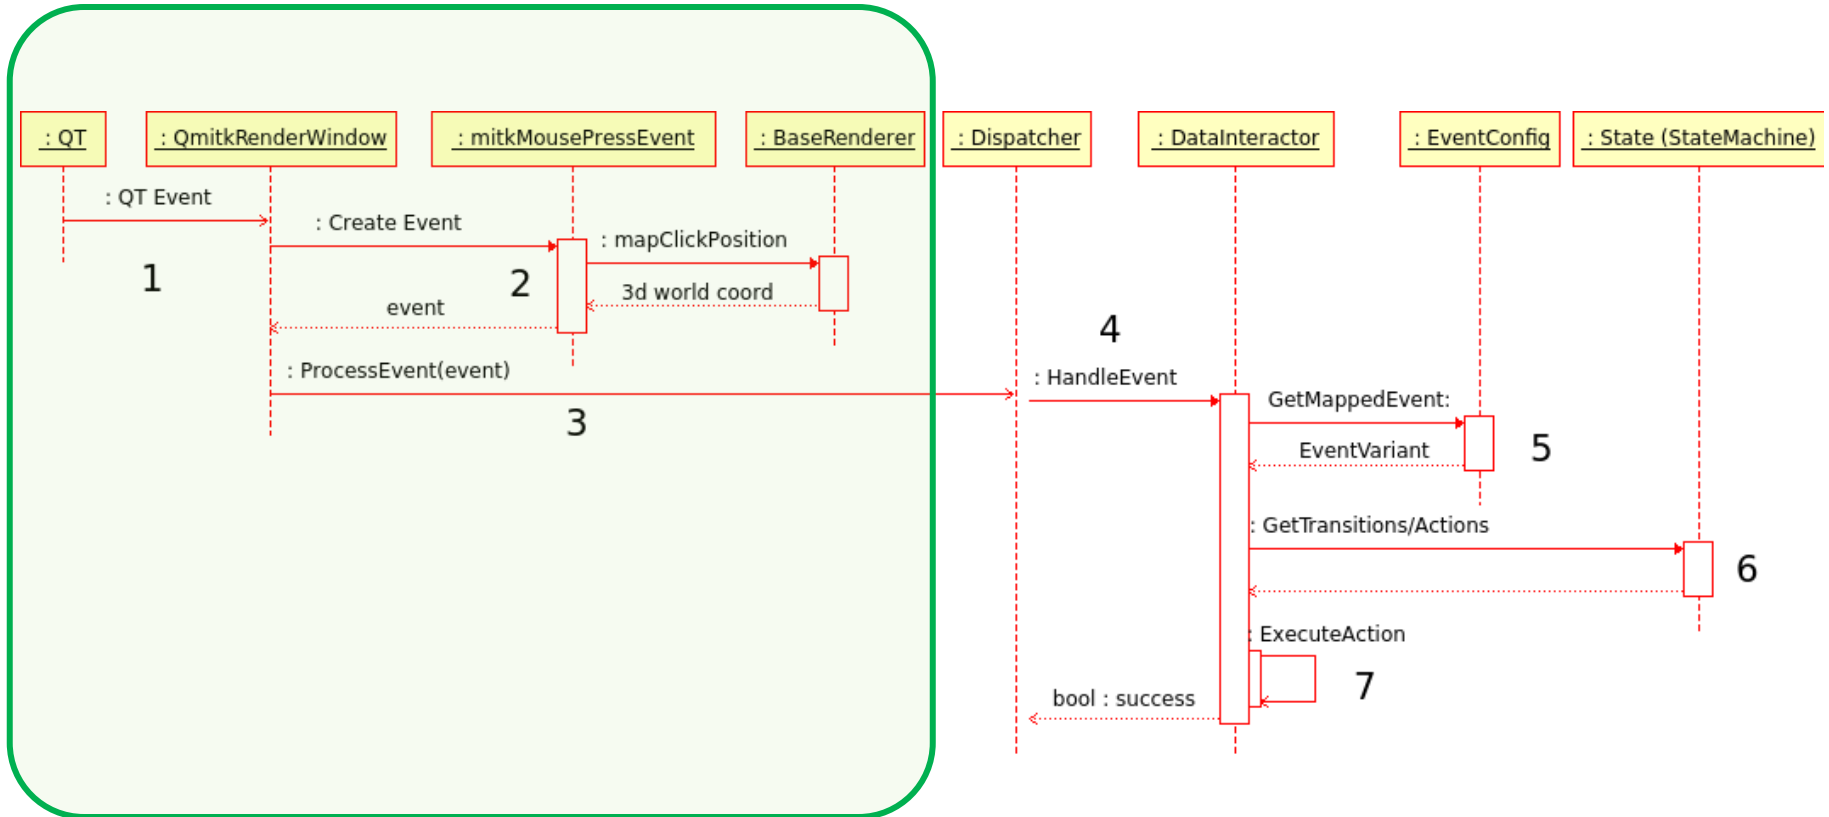 : QT
: QmitkRenderWindow
: mitkMousePressEvent
: BaseRenderer
: Dispatcher
: DataInteractor
: EventConfig
: State (StateMachine)
: QT Event
: Create Event
: mapClickPosition
1
2
3d world coord
event
4
: ProcessEvent(event)
: HandleEvent
GetMappedEvent:
3
EventVariant
5
: GetTransitions/Actions
6
: ExecuteAction
7
bool : success